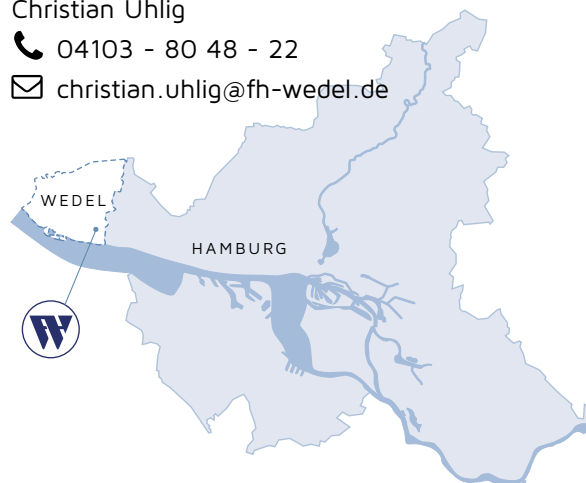 Christian Uhlig
04103 - 80 48 - 22
christian.uhlig@fh-wedel.de
WEDEL
HAMBURG